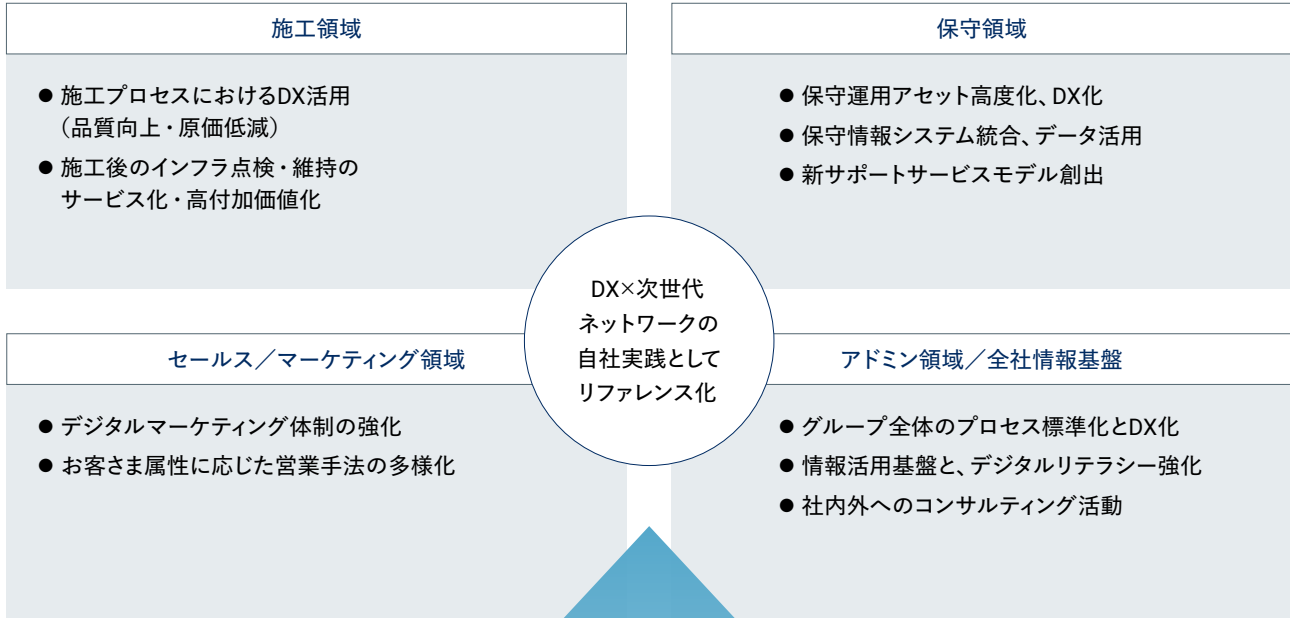 施工領域
● 施工プロセスにおけるDX活用
（品質向上・原価低減）
● 施工後のインフラ点検・維持の
サービス化・高付加価値化
保守領域
● 保守運用アセット高度化、DX化
● 保守情報システム統合、データ活用
● 新サポートサービスモデル創出
DX×次世代
ネットワークの
自社実践として
リファレンス化
セールス／マーケティング領域
● デジタルマーケティング体制の強化
● お客さま属性に応じた営業手法の多様化
アドミン領域／全社情報基盤
● グループ全体のプロセス標準化とDX化
● 情報活用基盤と、デジタルリテラシー強化
● 社内外へのコンサルティング活動